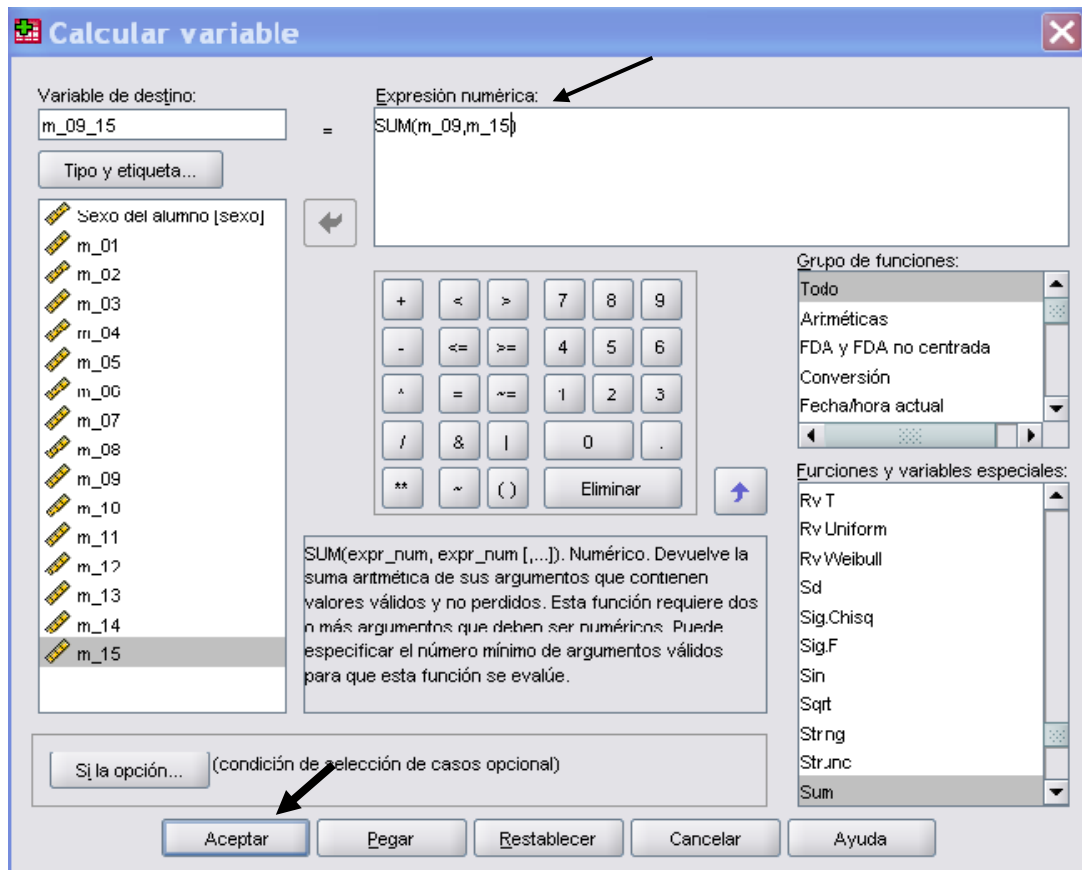 Calcular variable
Variable de destino:
m_09_15
=
Tipo y etiqueta...
Expresión numérica:
SUM(m_09,m_15)
Sexo del alumno [sexo]
m_01
m_02
m_03
m_04
m_05
m_06
m_07
m_08
m_09
m_10
m_11
m_12
m_13
m_14
m_15
+ < > 7 8 9
- <= >= 4 5 6
* = ~= 1 2 3
/ & | 0 .
** ~ ( ) Eliminar
Grupo de funciones:
Todo
Aritméticas
FDA y FDA no centrada
Conversión
Fecha/hora actual
SUM(expr_num, expr_num [,...]). Numérico. Devuelve la
suma aritmética de sus argumentos que contienen
valores válidos y no perdidos. Esta función requiere dos
o más argumentos que deben ser numéricos. Puede
especificar el número mínimo de argumentos válidos
para que esta función se evalúe.
Funciones y variables especiales:
Rv T
Rv Uniform
Rv Weibull
Sd
Sig.Chisq
Sig.F
Sin
Sqrt
Strng
Strunc
Sum
Si la opción... (condición de selección de casos opcional)
Aceptar Pegar Restablecer Cancelar Ayuda